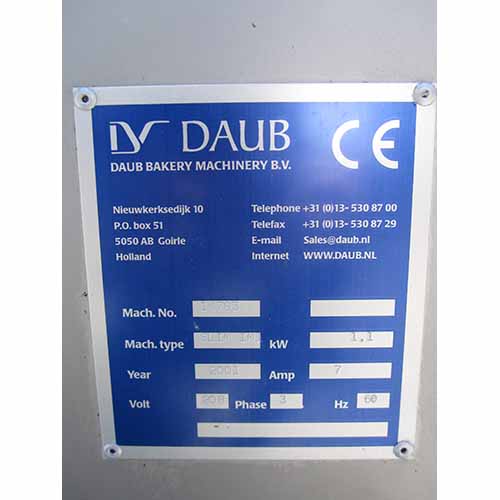 DAUB
DAUB BAKERY MACHINERY B.V.
CE
Nieuwkerksedijk 10
P.O. box 51
5050 AB Goirle
Holland
Telephone +31 (0)13- 530 87 00
Telefax +31 (0)13- 530 87 29
E-mail Sales@daub.nl
Internet WWW.DAUB.NL
Mach. No.
Mach. type kW 1,1
Year 2001 Amp 7
Volt 208 Phase 3 Hz 60